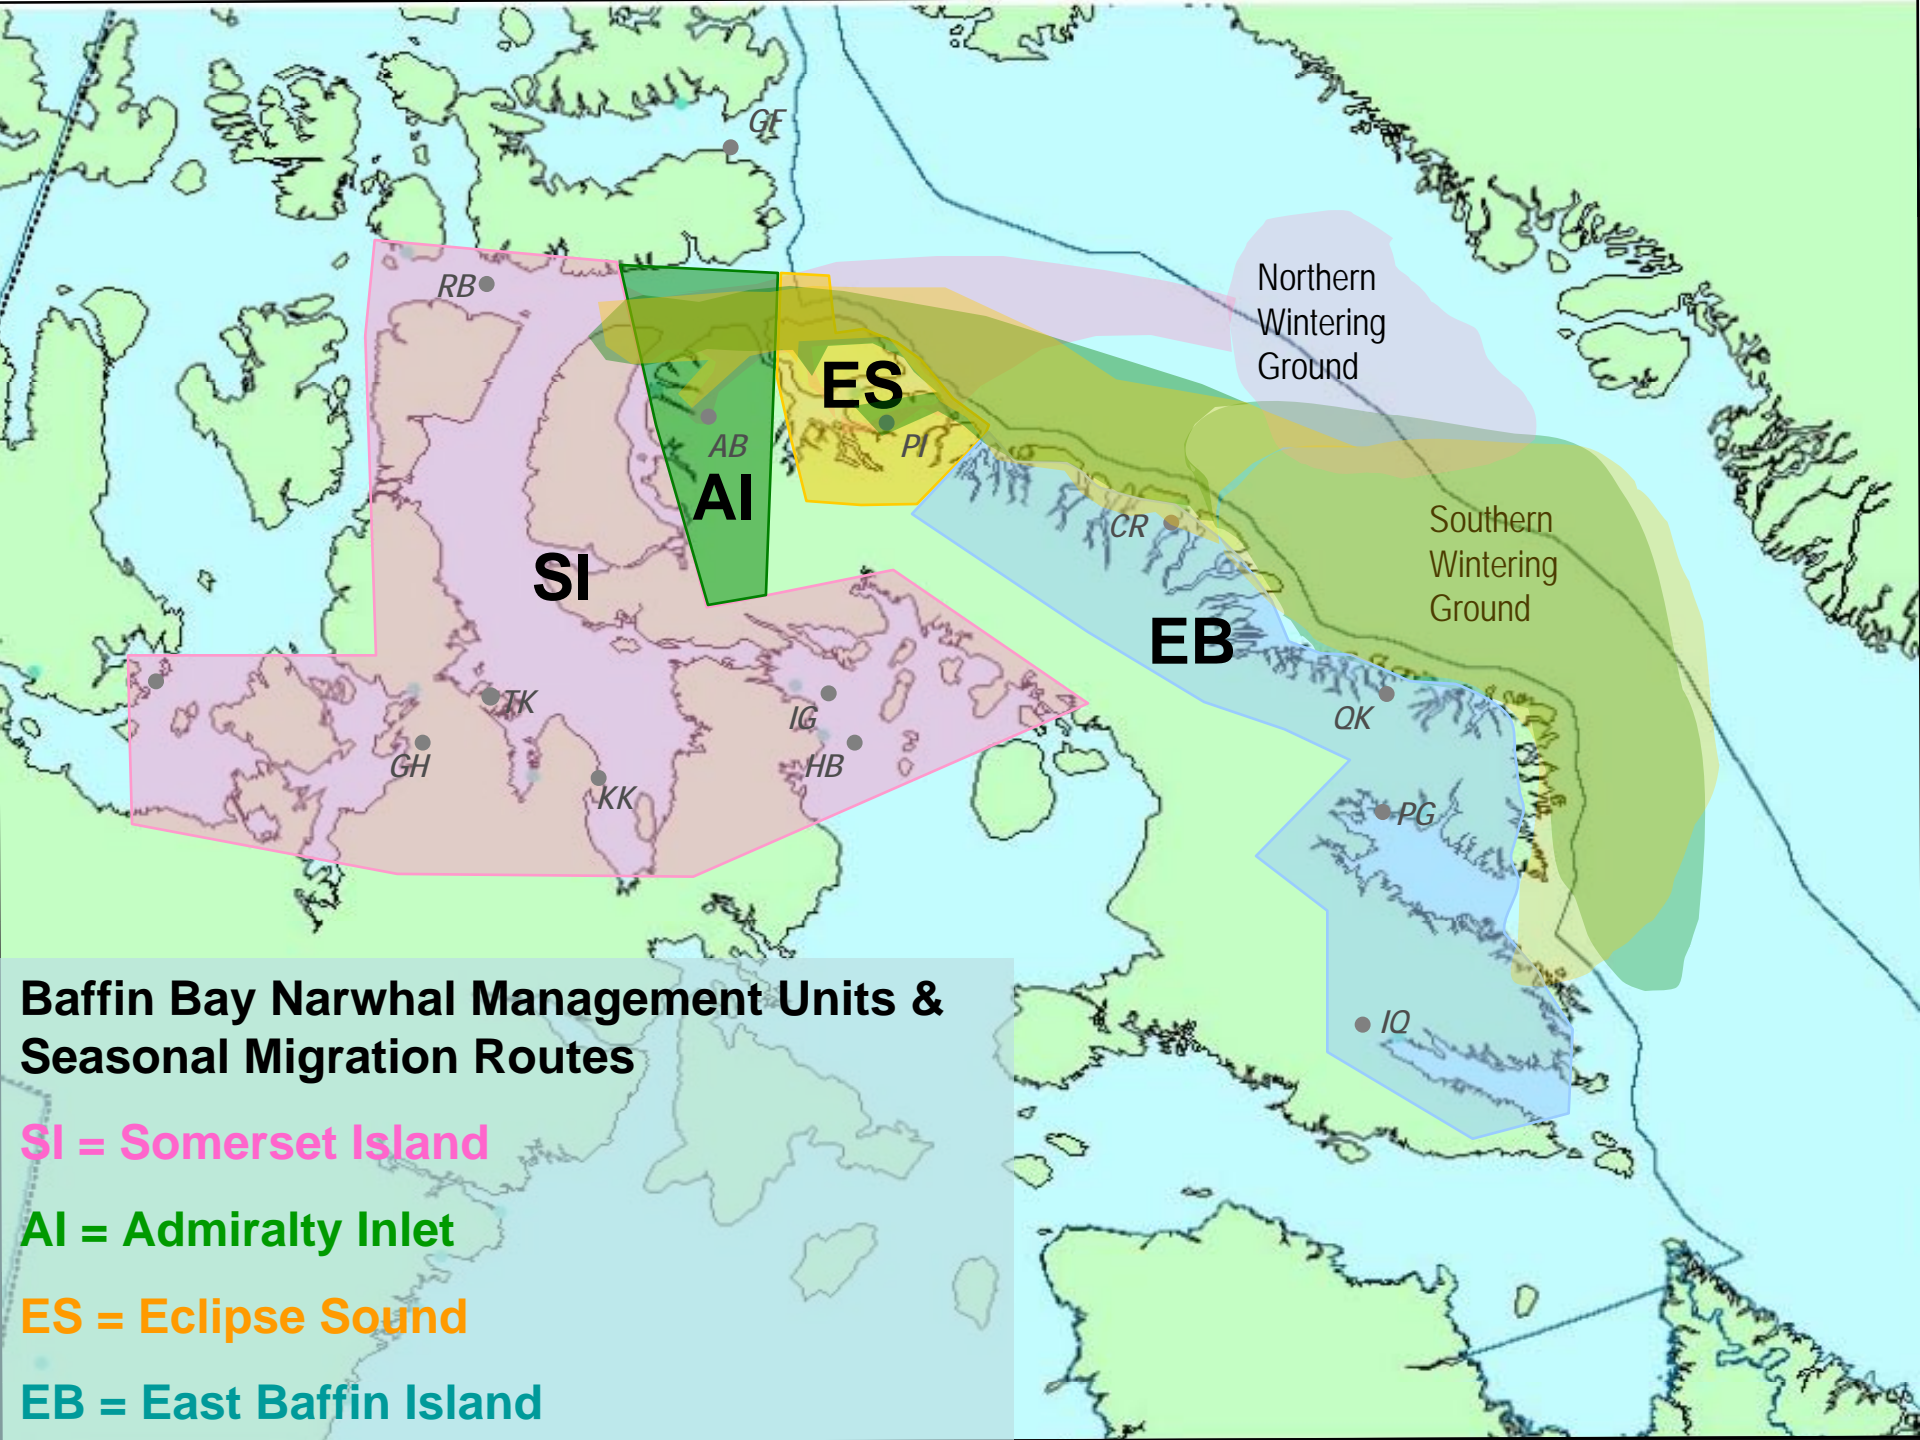 GF
RB
Northern
Wintering
Ground
ES
AB
PI
AI
Southern
Wintering
Ground
CR
SI
EB
TK
IG
QK
GH
HB
KK
PG
IQ
Baffin Bay Narwhal Management Units &
Seasonal Migration Routes
SI = Somerset Island
AI = Admiralty Inlet
ES = Eclipse Sound
EB = East Baffin Island